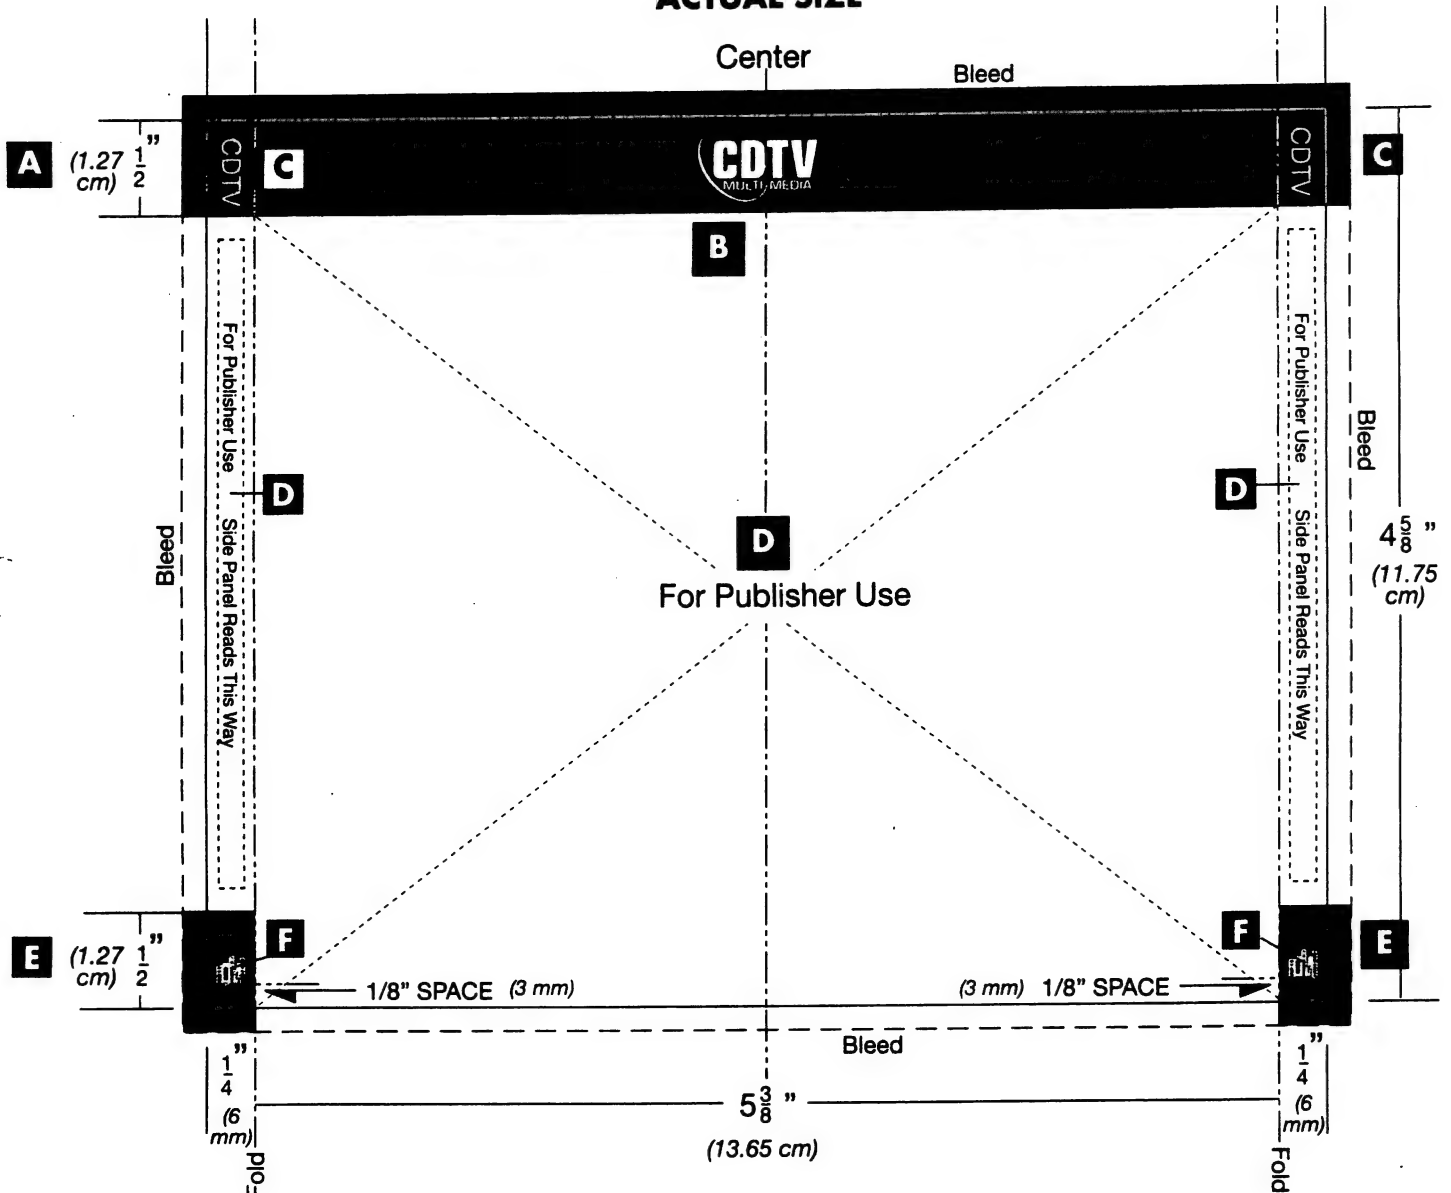 ACTUAL SIZE
Center
Bleed
A
(1.27 cm) 1/2"
CDTV
C
CDTV
MULTI-MEDIA
CDTV
C
B
For Publisher Use
Side Panel Reads This Way
D
Bleed
D
For Publisher Use
D
For Publisher Use
Side Panel Reads This Way
Bleed
4 5/8"
(11.75 cm)
E
(1.27 cm) 1/2"
F
1/8" SPACE (3 mm)
(3 mm) 1/8" SPACE
F
E
Bleed
1/4"
(6 mm)
5 3/8"
(13.65 cm)
1/4"
(6 mm)
Fold
Fold